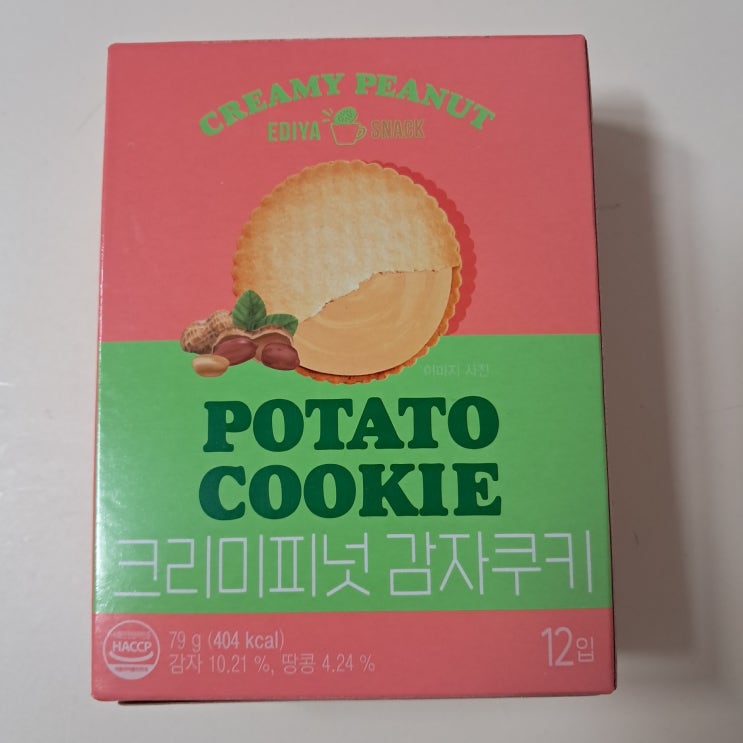 CREAMY PEANUT
EDIYA SNACK
이미지 사진
POTATO
COOKIE
크리미피넛 감자쿠키
HACCP
79 g (404 kcal)
감자 10.21 %, 땅콩 4.24 %
12입